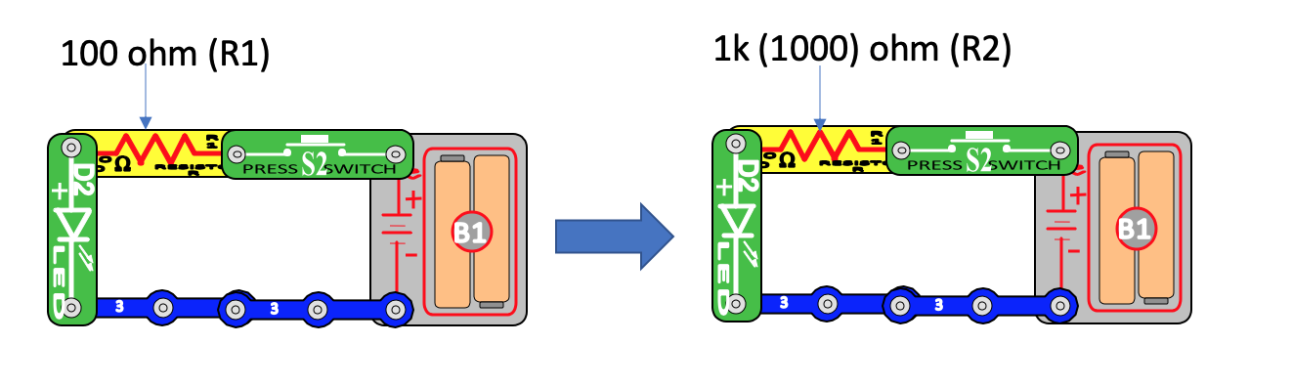 100 ohm (R1)
1k (1000) ohm (R2)
Ω
PRESS S2 SWITCH
D2
+
LED
+
-
B1
3
3
Ω
PRESS S2 SWITCH
D2
+
LED
+
-
B1
3
3